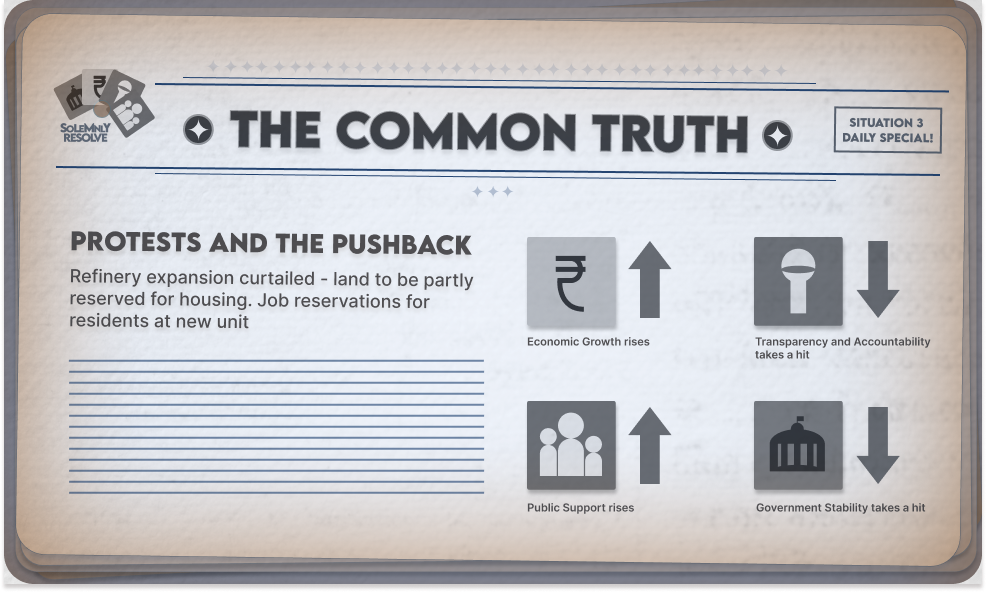 SOLEMNLY
RESOLVE
THE COMMON TRUTH
SITUATION 3
DAILY SPECIAL!
PROTESTS AND THE PUSHBACK
Refinery expansion curtailed - land to be partly
reserved for housing. Job reservations for
residents at new unit
₹
₹
Economic Growth rises
Transparency and Accountability
takes a hit
Public Support rises
Government Stability takes a hit